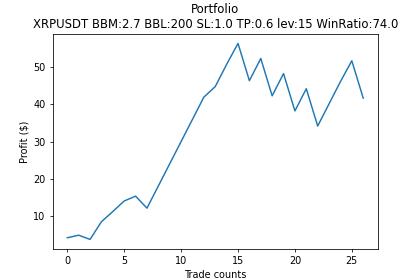 Portfolio
XRPUSDT BBM:2.7 BBL:200 SL:1.0 TP:0.6 lev:15 WinRatio:74.0
Profit ($)
50
40
30
20
10
0 5 10 15 20 25
Trade counts